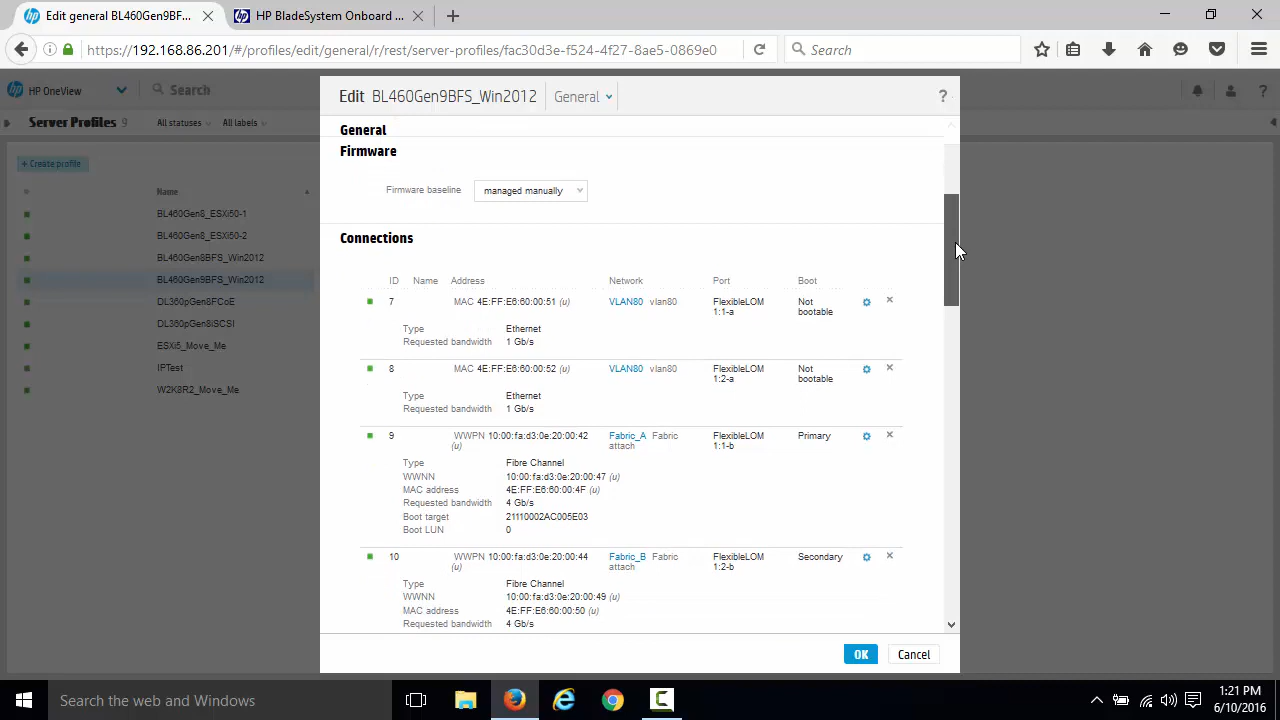 Edit general BL460Gen9BF...
HP BladeSystem Onboard ...
https://192.168.86.201/#/profiles/edit/general/r/rest/server-profiles/fac30d3e-f524-4f27-8ae5-0869e0
Search
HP OneView
Search
Server Profiles 9
All statuses
All labels
+ Create profile
Name
BL460Gen8_ESXi50-1
BL460Gen8_ESXi50-2
BL460Gen8BFS_Win2012
BL460Gen9BFS_Win2012
DL360pGen8FCoE
DL360pGen8iSCSI
ESXi5_Move_Me
IPTest
W2K8R2_Move_Me
Edit BL460Gen9BFS_Win2012
General
?
General
Firmware
Firmware baseline managed manually
Connections
ID Name Address Network Port Boot
7 MAC 4E:FF:E6:60:00:51 (u) VLAN80 vlan80 FlexibleLOM 1:1-a Not bootable
Type Ethernet
Requested bandwidth 1 Gb/s
8 MAC 4E:FF:E6:60:00:52 (u) VLAN80 vlan80 FlexibleLOM 1:2-a Not bootable
Type Ethernet
Requested bandwidth 1 Gb/s
9 WWPN 10:00:fa:d3:0e:20:00:42 (u) Fabric_A Fabric attach FlexibleLOM 1:1-b Primary
Type Fibre Channel
WWNN 10:00:fa:d3:0e:20:00:47 (u)
MAC address 4E:FF:E6:60:00:4F (u)
Requested bandwidth 4 Gb/s
Boot target 21110002AC005E03
Boot LUN 0
10 WWPN 10:00:fa:d3:0e:20:00:44 (u) Fabric_B Fabric attach FlexibleLOM 1:2-b Secondary
Type Fibre Channel
WWNN 10:00:fa:d3:0e:20:00:49 (u)
MAC address 4E:FF:E6:60:00:50 (u)
Requested bandwidth 4 Gb/s
OK
Cancel
Search the web and Windows
1:21 PM
6/10/2016